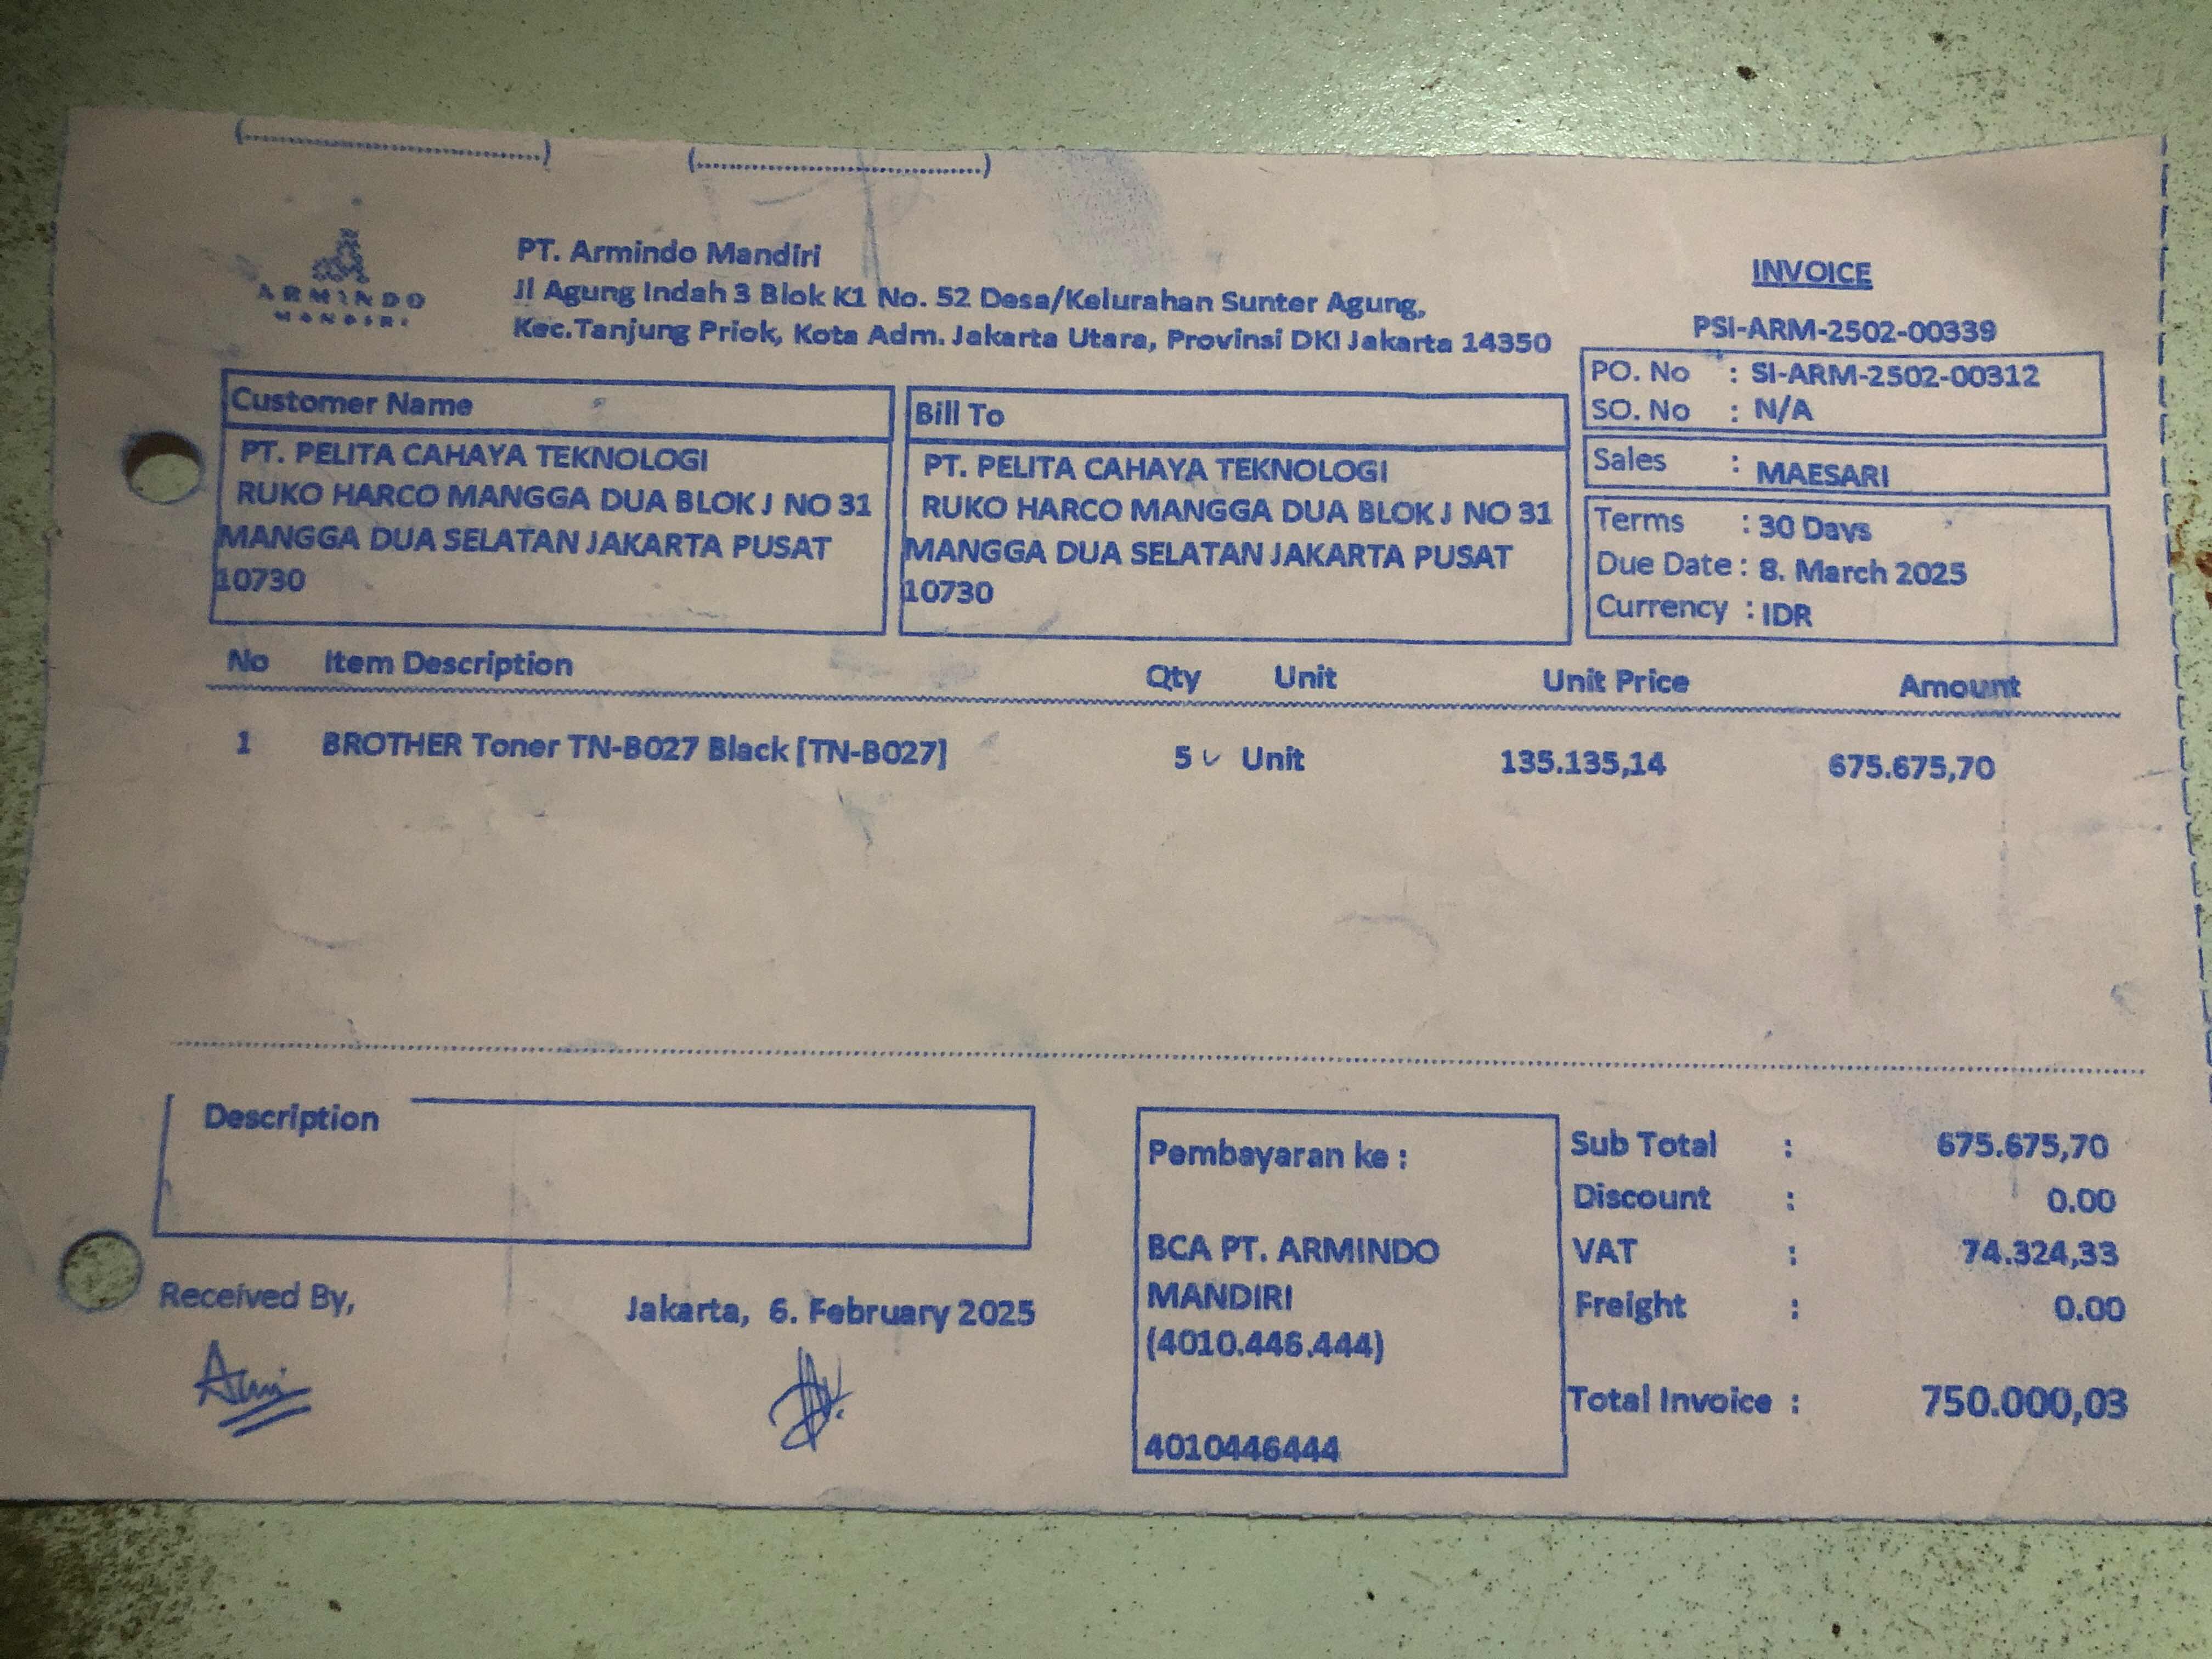 (..............................) (..............................)
ARMINDO
MANDIRI
PT. Armindo Mandiri
Jl Agung Indah 3 Blok K1 No. 52 Desa/Kelurahan Sunter Agung,
Kec.Tanjung Priok, Kota Adm. Jakarta Utara, Provinsi DKI Jakarta 14350
INVOICE
PSI-ARM-2502-00339
PO. No : SI-ARM-2502-00312
SO. No : N/A
Sales : MAESARI
Terms : 30 Days
Due Date : 8. March 2025
Currency : IDR
Customer Name
PT. PELITA CAHAYA TEKNOLOGI
RUKO HARCO MANGGA DUA BLOK J NO 31
MANGGA DUA SELATAN JAKARTA PUSAT
10730
Bill To
PT. PELITA CAHAYA TEKNOLOGI
RUKO HARCO MANGGA DUA BLOK J NO 31
MANGGA DUA SELATAN JAKARTA PUSAT
10730
No Item Description Qty Unit Unit Price Amount
1 BROTHER Toner TN-B027 Black [TN-B027] 5 Unit 135.135,14 675.675,70
Description
Received By,
Jakarta, 6. February 2025
Pembayaran ke :
BCA PT. ARMINDO
MANDIRI
(4010.446.444)
4010446444
Sub Total : 675.675,70
Discount : 0.00
VAT : 74.324,33
Freight : 0.00
Total Invoice : 750.000,03